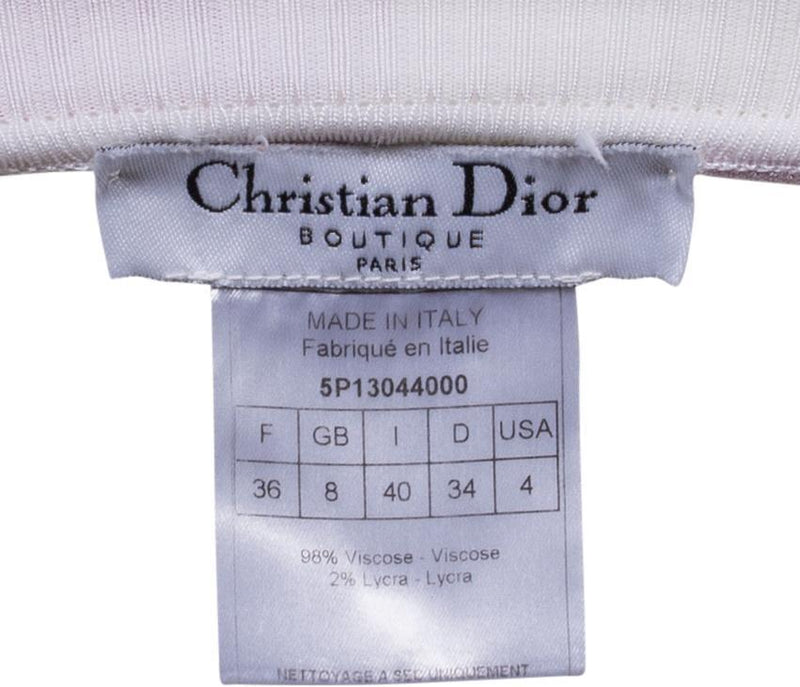 Christian Dior
BOUTIQUE
PARIS
MADE IN ITALY
Fabriqué en Italie
5P13044000
F GB I D USA
36 8 40 34 4
98% Viscose - Viscose
2% Lycra - Lycra
NETTOYAGE A SEC UNIQUEMENT